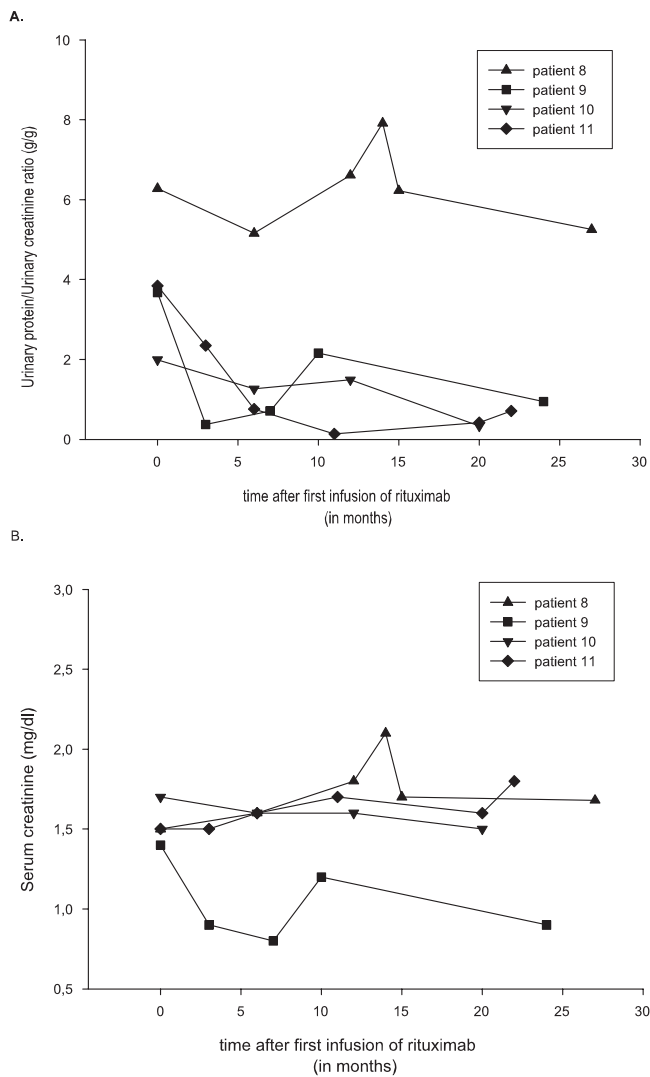 A.
10
8
6
4
2
0
Urinary protein/Urinary creatinine ratio (g/g)
patient 8
patient 9
patient 10
patient 11
0 5 10 15 20 25 30
time after first infusion of rituximab
(in months)
B.
3,0
2,5
2,0
1,5
1,0
0,5
Serum creatinine (mg/dl)
patient 8
patient 9
patient 10
patient 11
0 5 10 15 20 25 30
time after first infusion of rituximab
(in months)